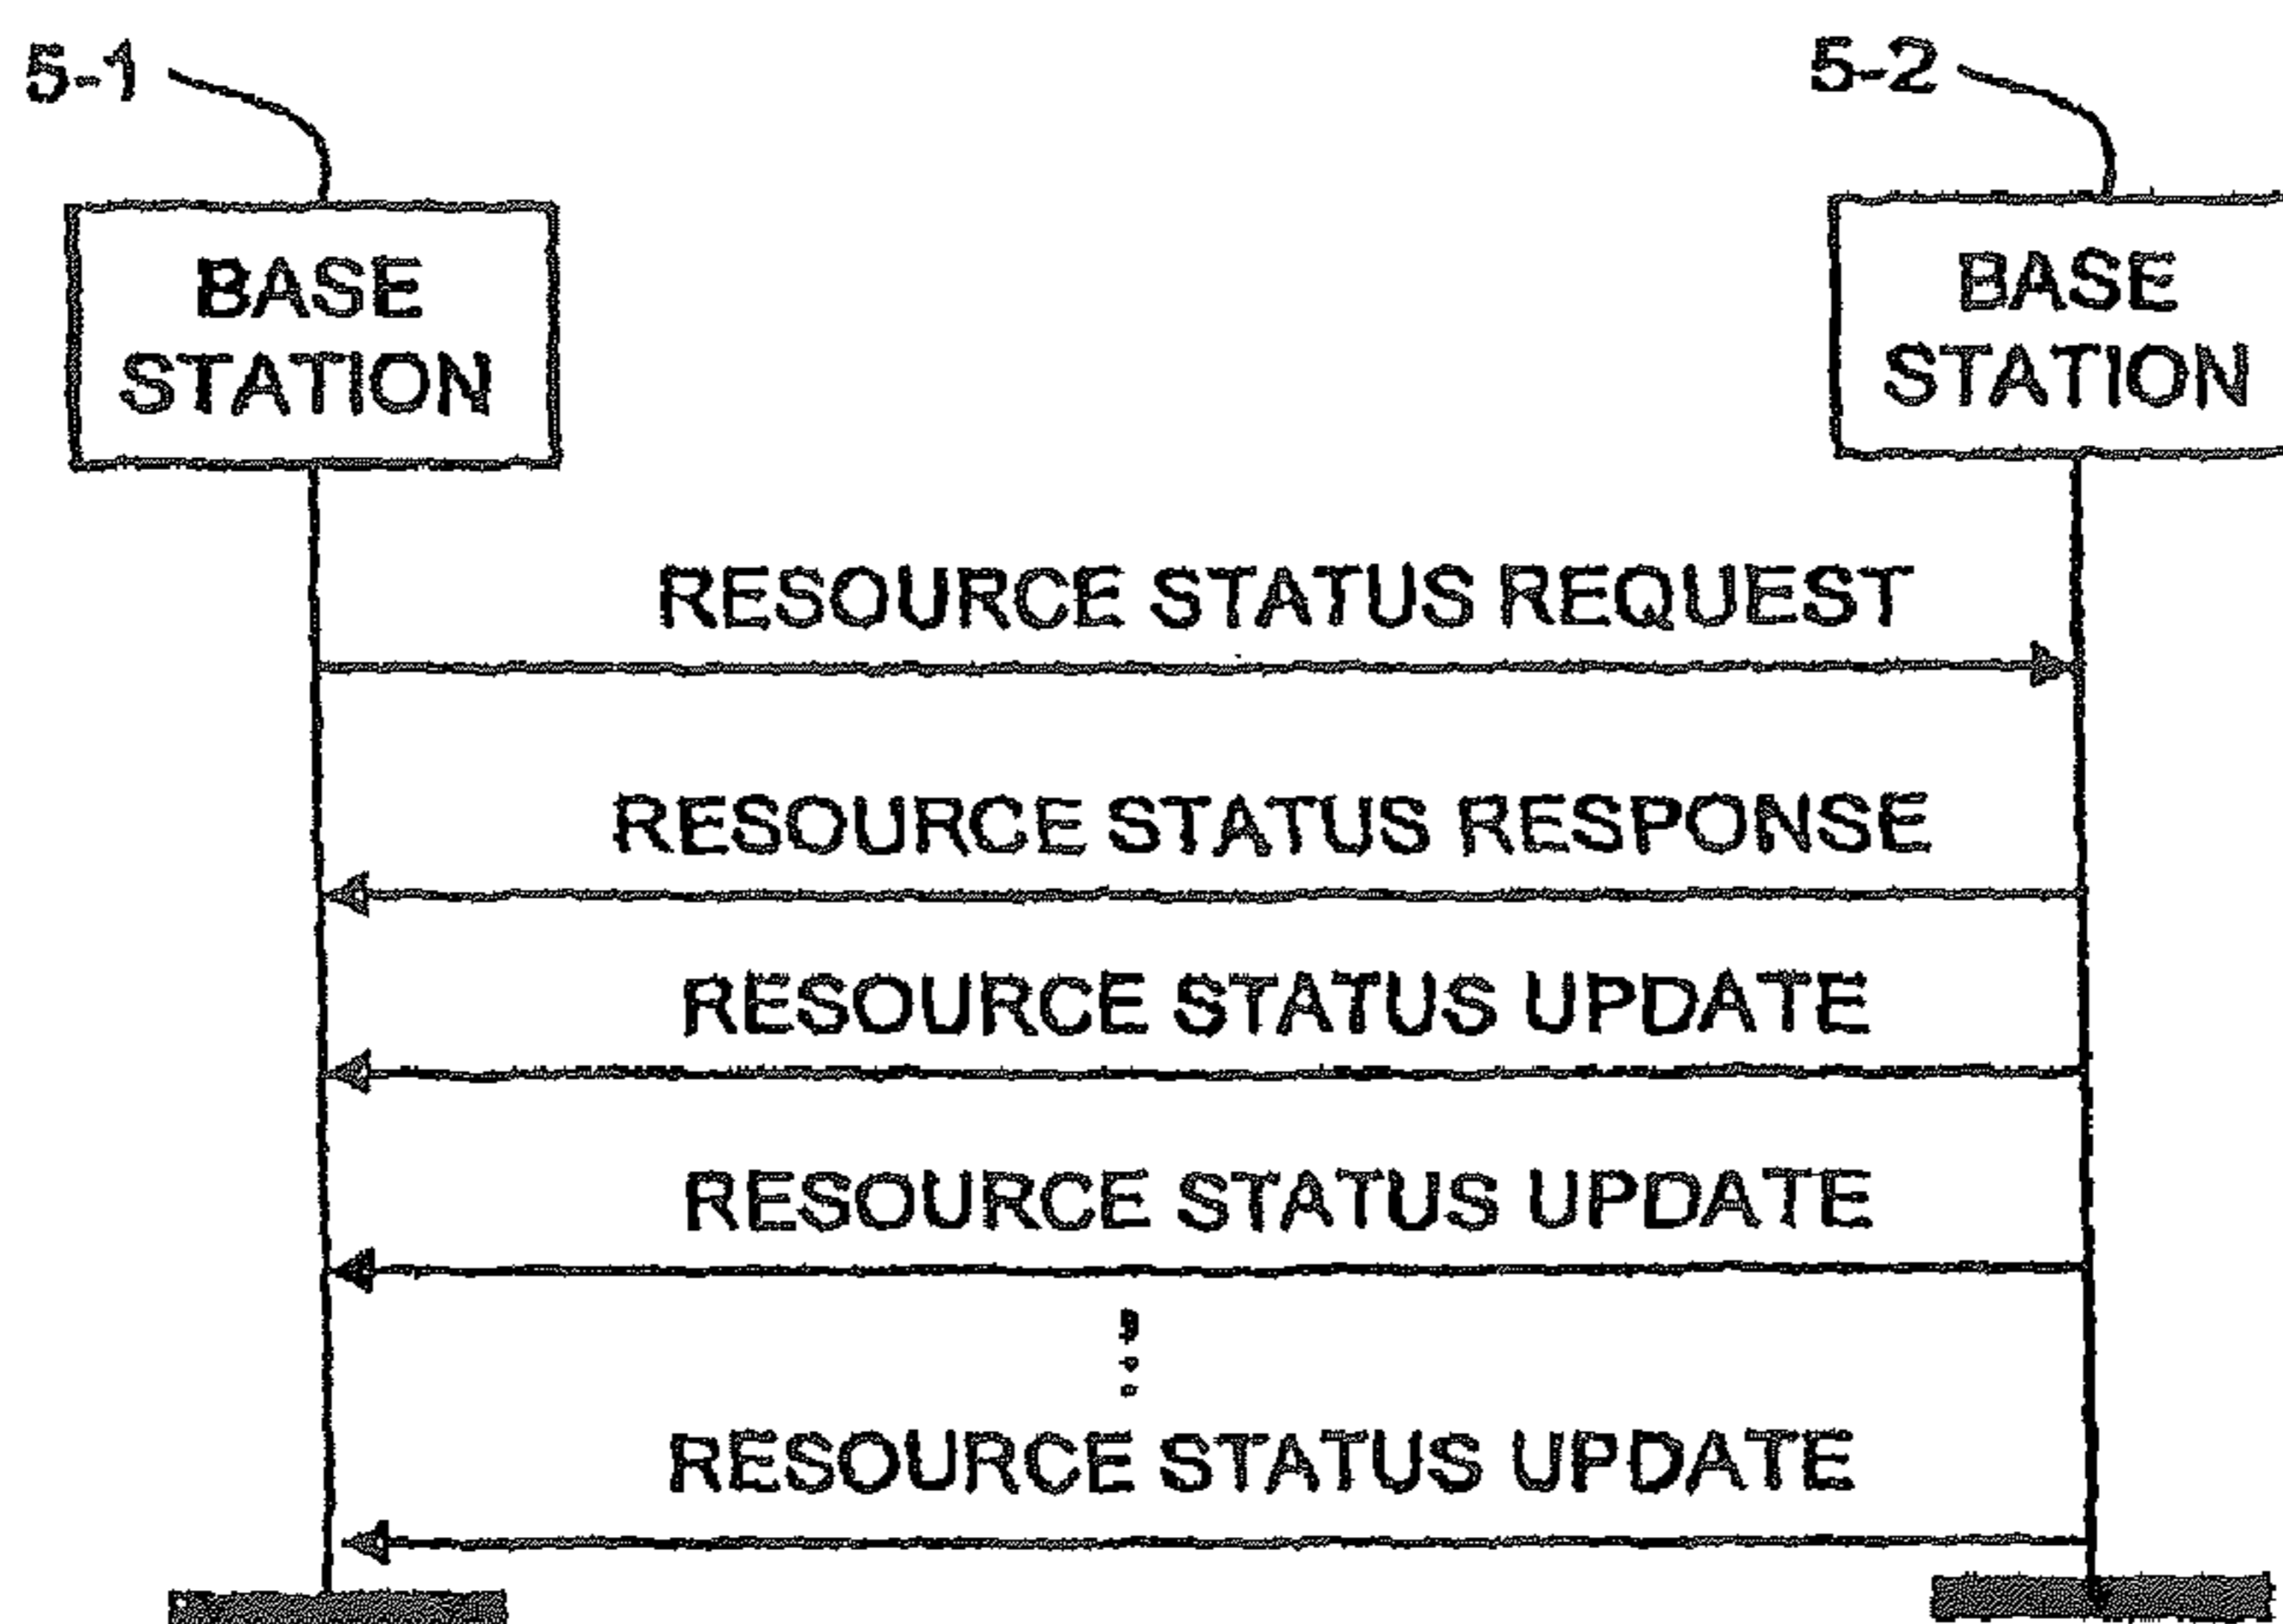 5-1
5-2
BASE
STATION
BASE
STATION
RESOURCE STATUS REQUEST
RESOURCE STATUS RESPONSE
RESOURCE STATUS UPDATE
RESOURCE STATUS UPDATE
RESOURCE STATUS UPDATE